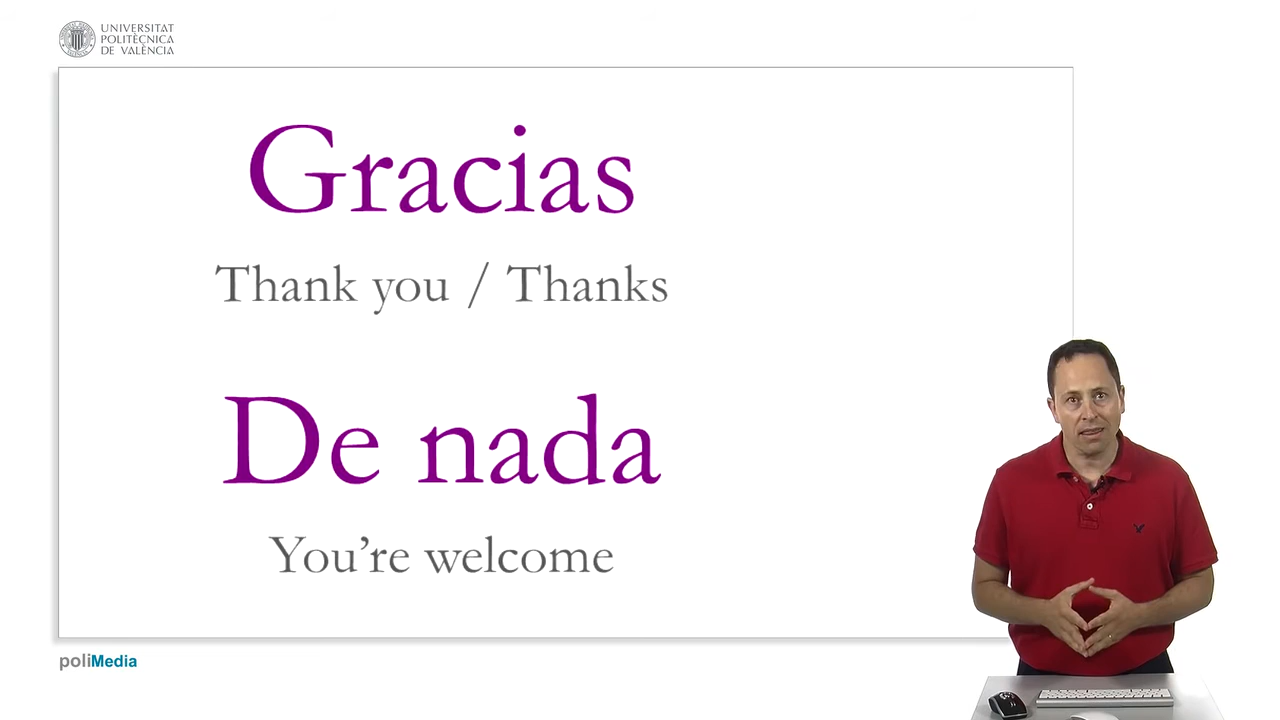 UNIVERSITAT
POLITÈCNICA
DE VALÈNCIA
Gracias
Thank you / Thanks
De nada
You’re welcome
poliMedia